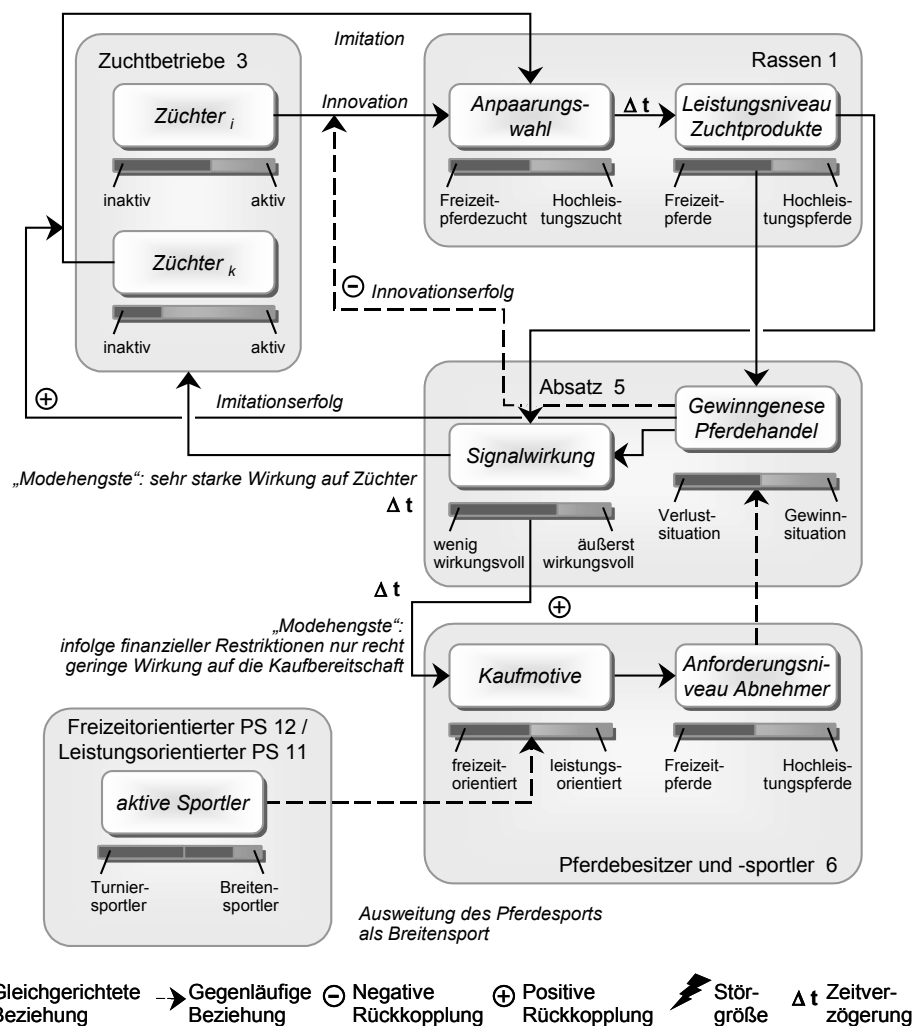 Imitation
Zuchtbetriebe 3
Rassen 1
Züchter i
Innovation
Anpaarungs-
wahl
Δ t
Leistungsniveau
Zuchtprodukte
inaktiv
aktiv
Freizeit-
pferdezucht
Hochleis-
tungszucht
Freizeit-
pferde
Hochleis-
tungspferde
Züchter k
inaktiv
aktiv
Innovationserfolg
Absatz 5
Imitationserfolg
Gewinngenese
Pferdehandel
Signalwirkung
„Modehengste“: sehr starke Wirkung auf Züchter
Δ t
wenig
wirkungsvoll
äußerst
wirkungsvoll
Verlust-
situation
Gewinn-
situation
Δ t
„Modehengste“:
infolge finanzieller Restriktionen nur recht
geringe Wirkung auf die Kaufbereitschaft
Kaufmotive
Anforderungsni-
veau Abnehmer
freizeit-
orientiert
leistungs-
orientiert
Freizeit-
pferde
Hochleis-
tungspferde
Freizeitorientierter PS 12 /
Leistungsorientierter PS 11
aktive Sportler
Turnier-
sportler
Breiten-
sportler
Pferdebesitzer und -sportler 6
Ausweitung des Pferdesports
als Breitensport
Gleichgerichtete
Beziehung
Gegenläufige
Beziehung
Negative
Rückkopplung
Positive
Rückkopplung
Stör-
größe
Δ t Zeitver-
zögerung